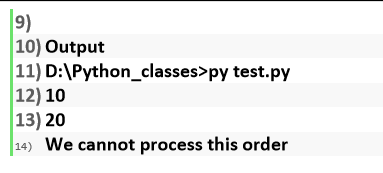 9)
10) Output
11) D:\Python_classes>py test.py
12) 10
13) 20
14) We cannot process this order